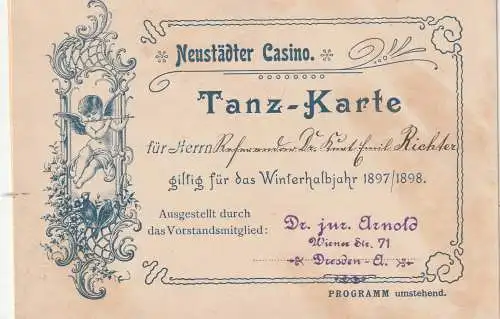 Neustädter Casino.
Tanz-Karte
für Herrn Referendar Dr. Kurt Emil Richter
giltig für das Winterhalbjahr 1897/1898.
Ausgestellt durch
das Vorstandsmitglied:
Dr. jur. Arnold
Wiener Str. 71
Dresden - A.
PROGRAMM umstehend.